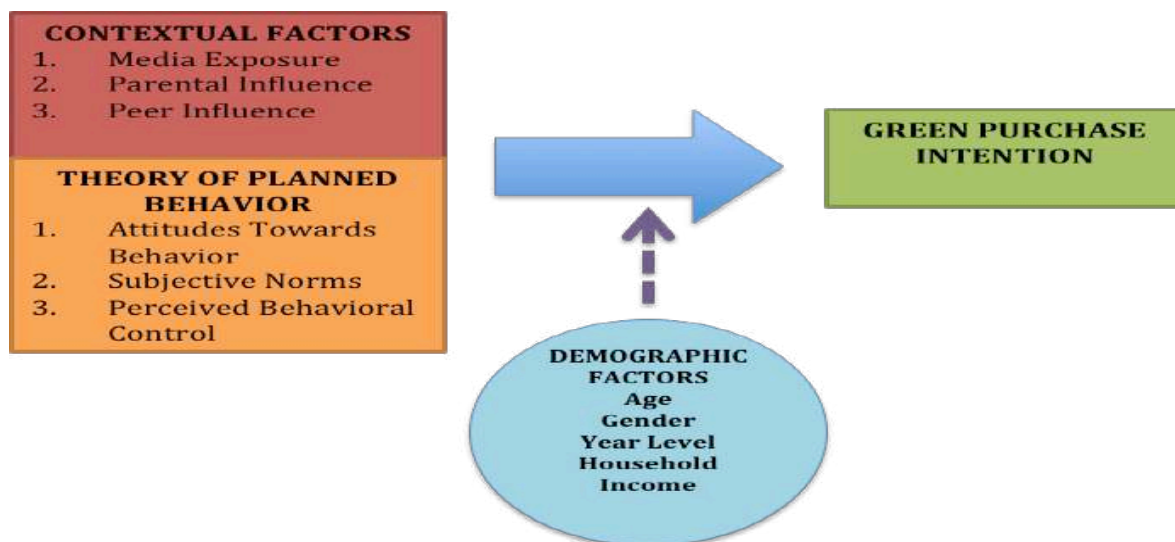 CONTEXTUAL FACTORS
1. Media Exposure
2. Parental Influence
3. Peer Influence
THEORY OF PLANNED
BEHAVIOR
1. Attitudes Towards
Behavior
2. Subjective Norms
3. Perceived Behavioral
Control
GREEN PURCHASE
INTENTION
DEMOGRAPHIC
FACTORS
Age
Gender
Year Level
Household
Income